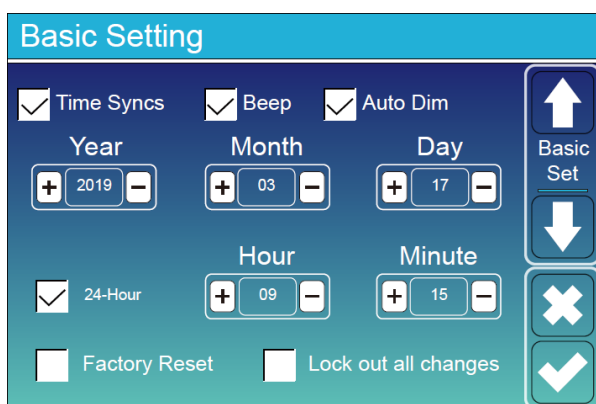 Basic Setting
Time Syncs Beep Auto Dim
Year Month Day
+ 2019 − + 03 − + 17 −
Basic
Set
Hour Minute
24-Hour + 09 − + 15 −
Factory Reset Lock out all changes